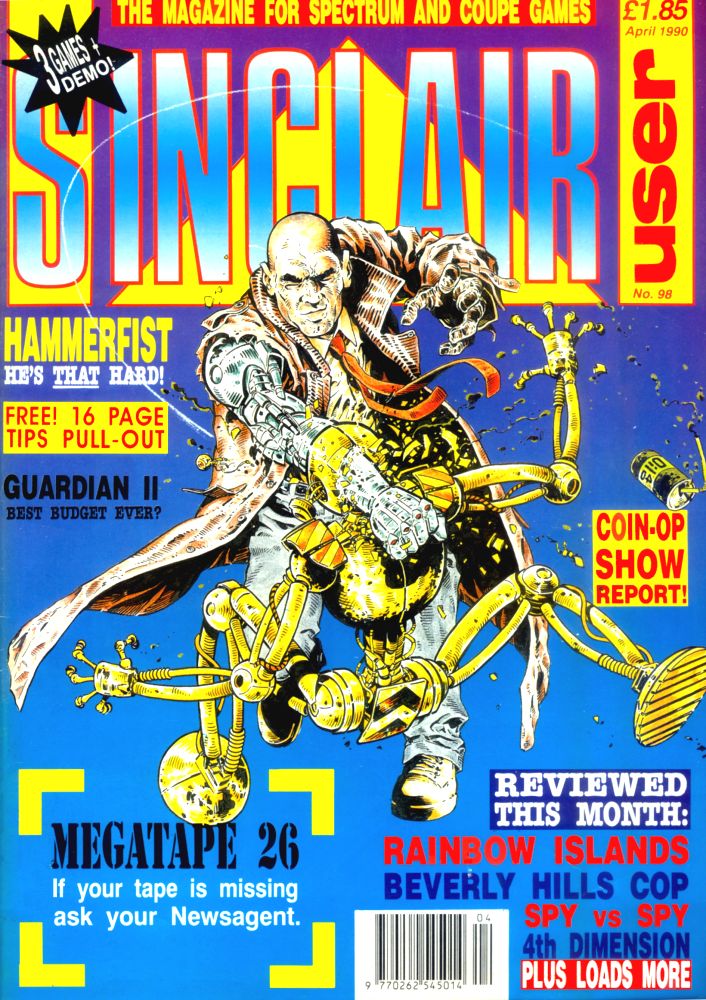 THE MAGAZINE FOR SPECTRUM AND COUPE GAMES
£1.85
April 1990
3 GAMES +
DEMO!
SINCLAIR
user
No. 98
HAMMERFIST
HE'S THAT HARD!
FREE! 16 PAGE
TIPS PULL-OUT
GUARDIAN II
BEST BUDGET EVER?
COIN-OP
SHOW
REPORT!
MEGATAPE 26
If your tape is missing
ask your Newsagent.
REVIEWED
THIS MONTH:
RAINBOW ISLANDS
BEVERLY HILLS COP
SPY vs SPY
4th DIMENSION
PLUS LOADS MORE
04
9 770262 545014